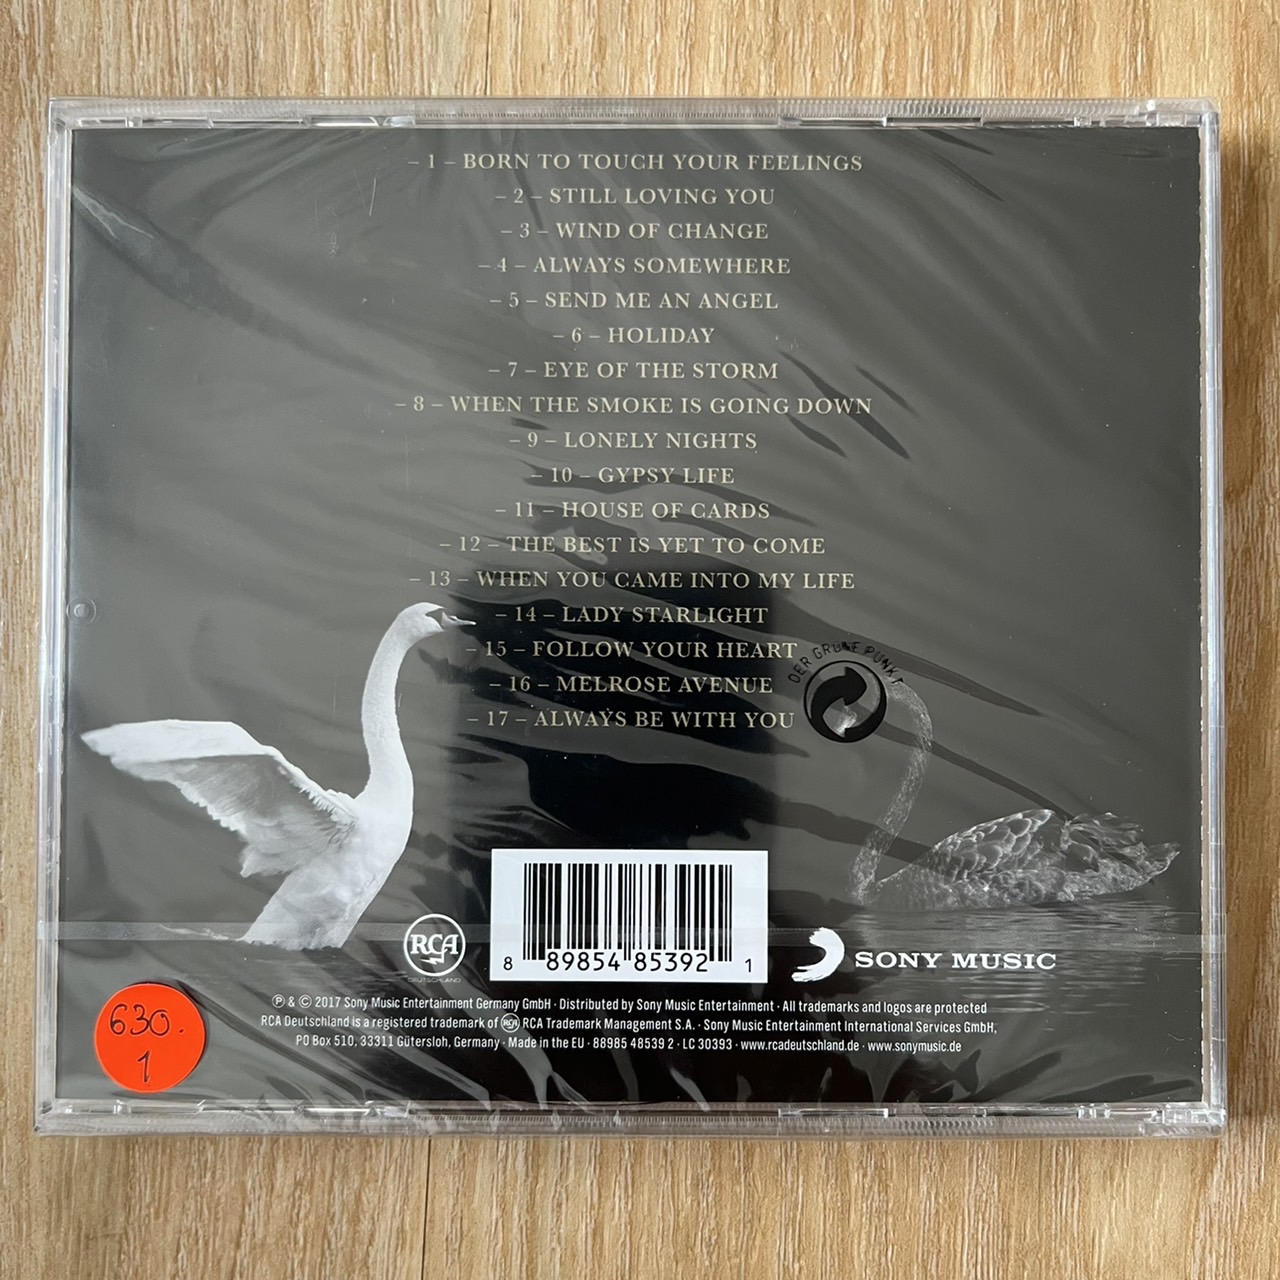 – 1 – BORN TO TOUCH YOUR FEELINGS
– 2 – STILL LOVING YOU
– 3 – WIND OF CHANGE
– 4 – ALWAYS SOMEWHERE
– 5 – SEND ME AN ANGEL
– 6 – HOLIDAY
– 7 – EYE OF THE STORM
– 8 – WHEN THE SMOKE IS GOING DOWN
– 9 – LONELY NIGHTS
– 10 – GYPSY LIFE
– 11 – HOUSE OF CARDS
– 12 – THE BEST IS YET TO COME
– 13 – WHEN YOU CAME INTO MY LIFE
– 14 – LADY STARLIGHT
– 15 – FOLLOW YOUR HEART
– 16 – MELROSE AVENUE
– 17 – ALWAYS BE WITH YOU
DER GRÜNE PUNKT
RCA
DEUTSCHLAND
8 89854 85392 1
SONY MUSIC
630.
1
℗ & © 2017 Sony Music Entertainment Germany GmbH · Distributed by Sony Music Entertainment · All trademarks and logos are protected
RCA Deutschland is a registered trademark of RCA RCA Trademark Management S.A. · Sony Music Entertainment International Services GmbH,
PO Box 510, 33311 Gütersloh, Germany · Made in the EU · 88985 48539 2 · LC 30393 · www.rcadeutschland.de · www.sonymusic.de